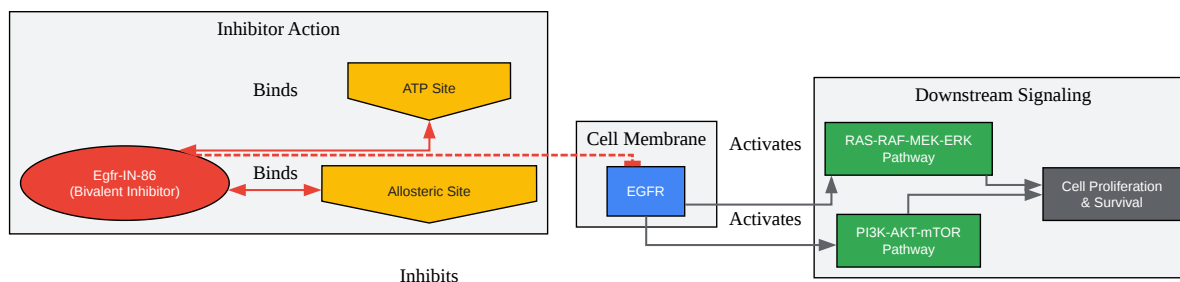 Inhibitor Action
Binds
ATP Site
Egfr-IN-86
(Bivalent Inhibitor)
Binds
Allosteric Site
Inhibits
Cell Membrane
EGFR
Activates
Activates
Downstream Signaling
RAS-RAF-MEK-ERK
Pathway
PI3K-AKT-mTOR
Pathway
Cell Proliferation
& Survival